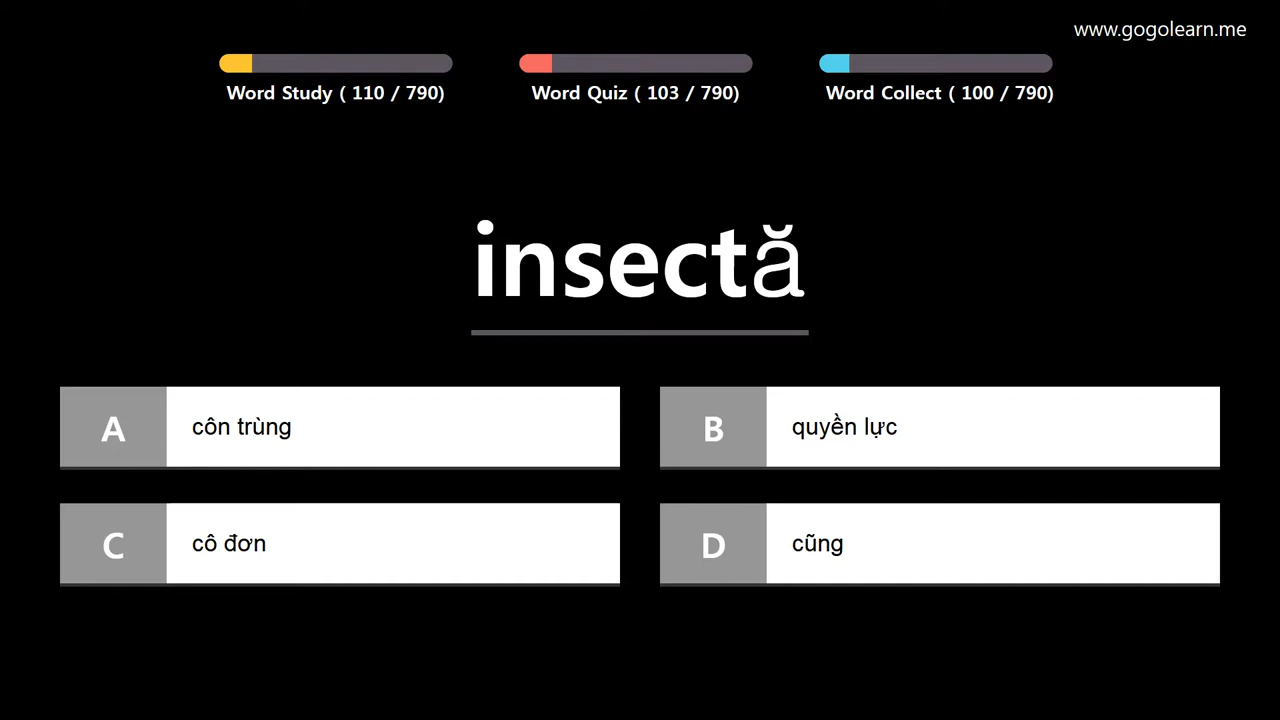 www.gogolearn.me
Word Study ( 110 / 790)
Word Quiz ( 103 / 790)
Word Collect ( 100 / 790)
insectă
A côn trùng
B quyền lực
C cô đơn
D cũng